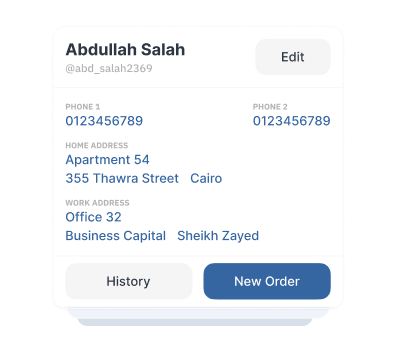 Abdullah Salah
@abd_salah2369
Edit
PHONE 1
0123456789
PHONE 2
0123456789
HOME ADDRESS
Apartment 54
355 Thawra Street Cairo
WORK ADDRESS
Office 32
Business Capital Sheikh Zayed
History
New Order